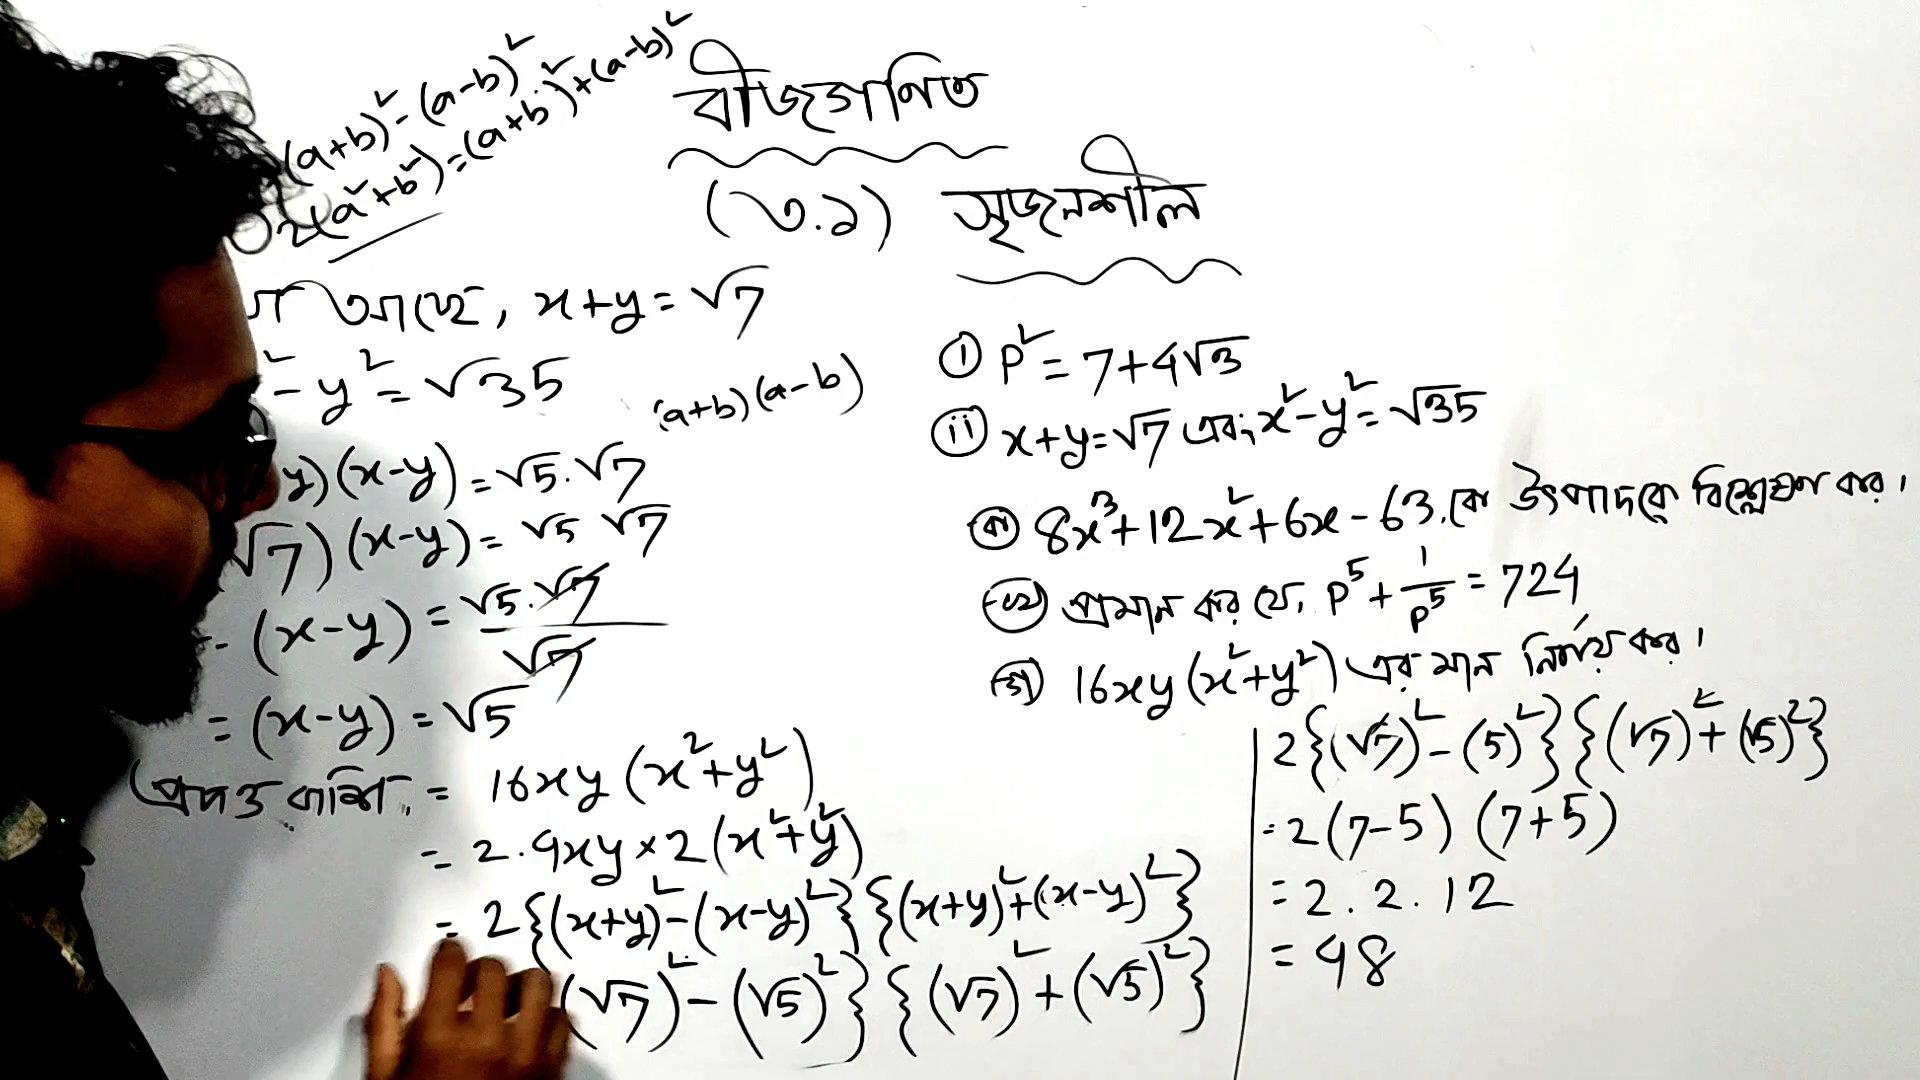 (a+b)² - (a-b)²
2(a²+b²) = (a+b)² + (a-b)²
বীজগণিত
(৩.১) সৃজনশীল
আছে, x+y = √7
² - y² = √35
(a+b)(a-b)
y)(x-y) = √5.√7
√7)(x-y) = √5 √7
(x-y) = √5.√7 / √7
= (x-y) = √5
প্রদত্ত রাশি, = 16xy (x²+y²)
= 2.4xy × 2(x²+y²)
= 2{(x+y)² - (x-y)²} {(x+y)² + (x-y)²}
(√7)² - (√5)²} {(√7)² + (√5)²}
(i) P² = 7+4√3
(ii) x+y = √7 এবং x² - y² = √35
(ক) 8x³+12x²+6x-63, কে উৎপাদকে বিশ্লেষণ কর।
(খ) প্রমান কর যে, P⁵ + 1/P⁵ = 724
(গ) 16xy (x²+y²) এর মান নির্ণয় কর।
2{(√7)² - (5)²} {(√7)² + (√5)²}
= 2(7-5) (7+5)
= 2 . 2 . 12
= 48